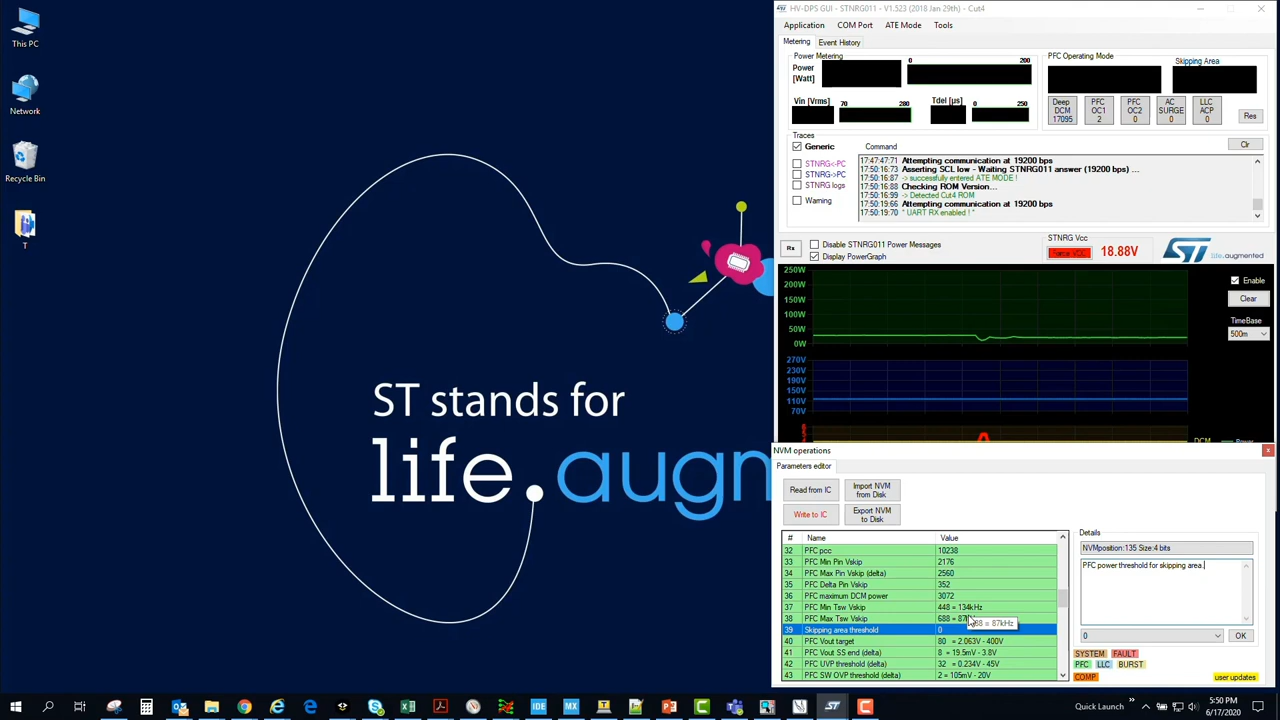 This PC
Network
Recycle Bin
T
ST stands for
life.augm
HV-DPS GUI - STNRG011 - V1.523 (2018 Jan 29th) - Cut4
Application COM Port ATE Mode Tools
Metering Event History
Power Metering
Power
[Watt]
0 200
Vin [Vrms] 70 280
Tdel [µs] 0 250
PFC Operating Mode
Skipping Area
Deep
DCM
17095
PFC
OC1
2
PFC
OC2
0
AC
SURGE
0
LLC
ACP
0
Res
Traces
Generic
Command
Clr
STNRG<-PC
STNRG->PC
STNRG logs
Warning
17:47:47:71 Attempting communication at 19200 bps
17:50:16:73 Asserting SCL low - Waiting STNRG011 answer (19200 bps) ...
17:50:16:87 -> successfully entered ATE MODE !
17:50:16:88 Checking ROM Version...
17:50:16:99 -> Detected Cut4 ROM
17:50:19:66 Attempting communication at 19200 bps
17:50:19:70 " UART RX enabled ! "
Rx
Disable STNRG011 Power Messages
Display PowerGraph
STNRG Vcc
Force VCC
18.88V
ST
life.augmented
250W
200W
150W
100W
50W
0W
270V
230V
190V
150V
110V
70V
Enable
Clear
TimeBase
500m
DCM
Power
NVM operations
Parameters editor
Read from IC
Import NVM
from Disk
Write to IC
Export NVM
to Disk
# Name Value
32 PFC pcc 10238
33 PFC Min Pin Vskip 2176
34 PFC Max Pin Vskip (delta) 2560
35 PFC Delta Pin Vskip 352
36 PFC maximum DCM power 3072
37 PFC Min Tsw Vskip 448 = 134kHz
38 PFC Max Tsw Vskip 688 = 87k
88 = 87kHz
39 Skipping area threshold 0
40 PFC Vout target 80 = 2.063V - 400V
41 PFC Vout SS end (delta) 8 = 19.5mV - 3.8V
42 PFC UVP threshold (delta) 32 = 0.234V - 45V
43 PFC SW OVP threshold (delta) 2 = 105mV - 20V
Details
NVMposition:135 Size:4 bits
PFC power threshold for skipping area.
0
OK
SYSTEM FAULT
PFC LLC BURST
COMP
user updates
IDE
MX
Quick Launch
5:50 PM
6/17/2020